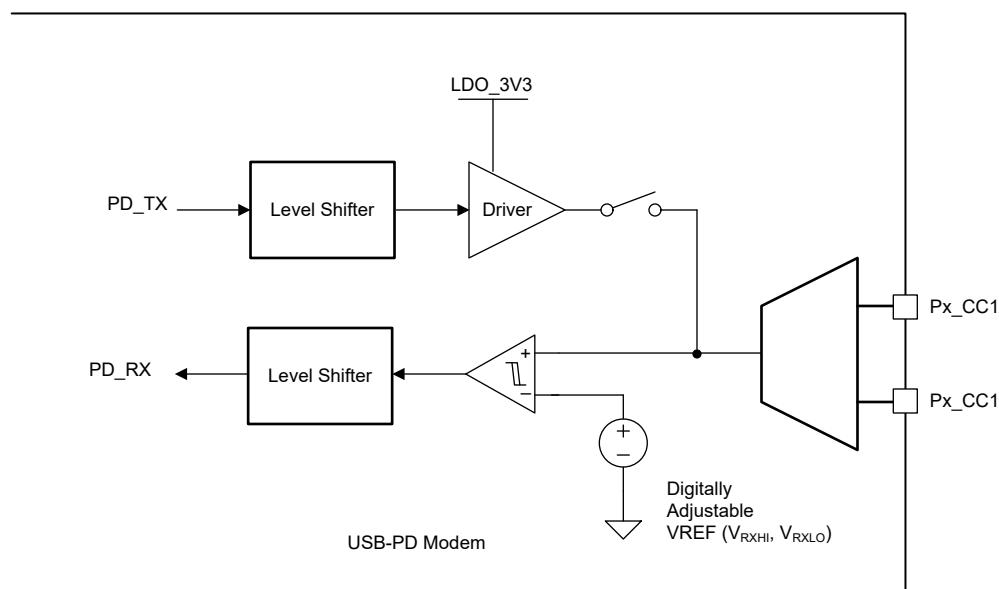 LDO_3V3
PD_TX
Level Shifter
Driver
Px_CC1
PD_RX
Level Shifter
+
−
Px_CC1
+
−
Digitally
Adjustable
VREF (VRXHI, VRXLO)
USB-PD Modem